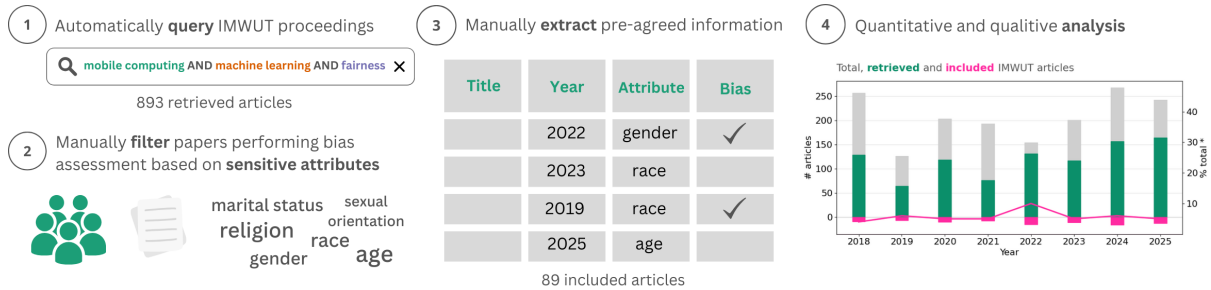 1 Automatically query IMWUT proceedings
mobile computing AND machine learning AND fairness
893 retrieved articles
2 Manually filter papers performing bias
assessment based on sensitive attributes
marital status
sexual
orientation
religion
race
gender
age
3 Manually extract pre-agreed information
Title Year Attribute Bias
2022 gender
2023 race
2019 race
2025 age
89 included articles
4 Quantitative and qualitive analysis
Total, retrieved and included IMWUT articles
# articles
250
200
150
100
50
0
40
30
20
10
% total *
2018 2019 2020 2021 2022 2023 2024 2025
Year